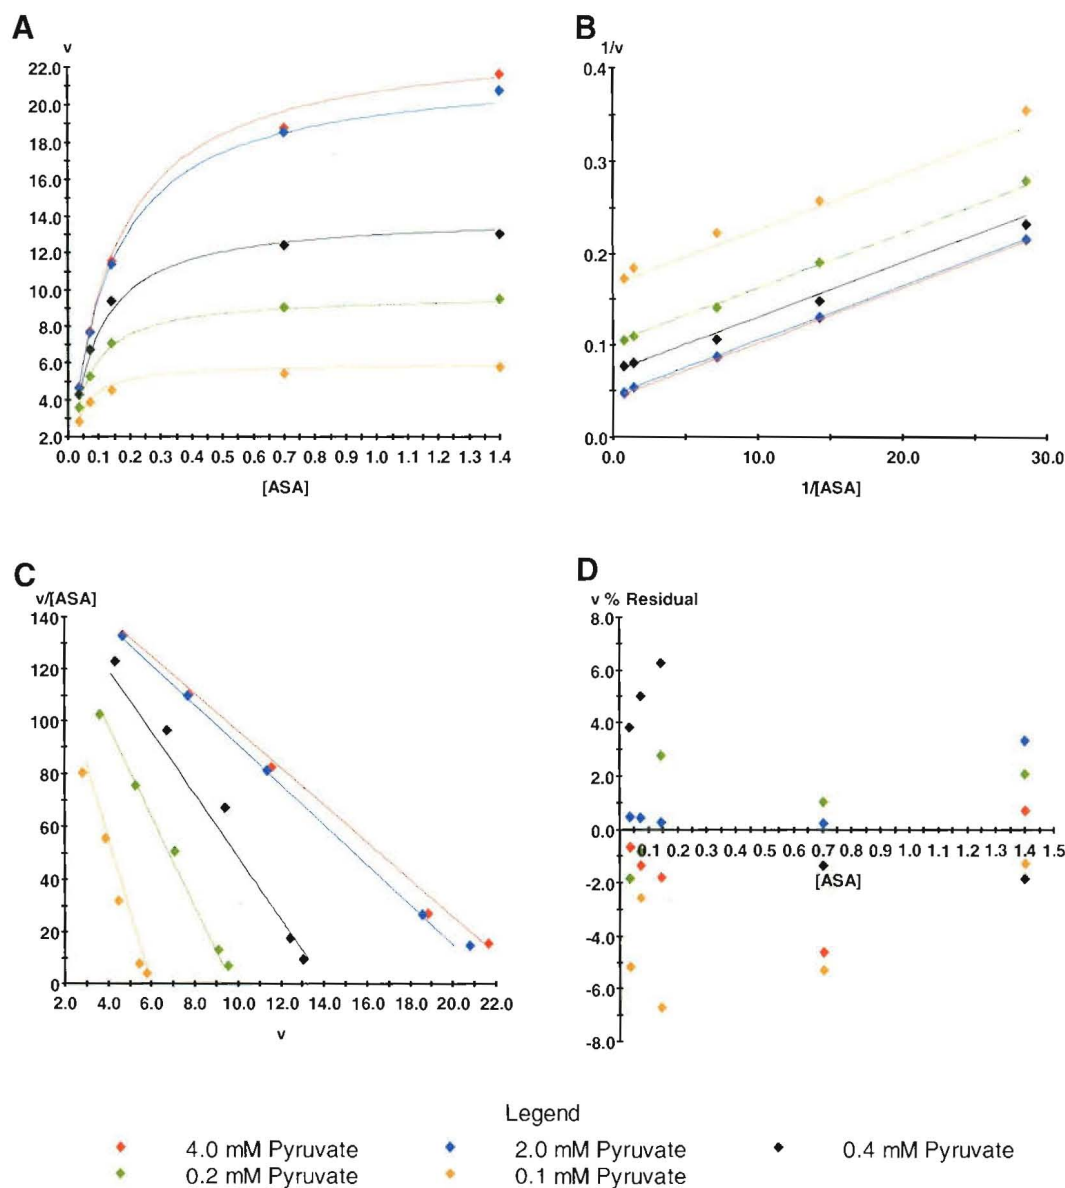 A
v
22.0
20.0
18.0
16.0
14.0
12.0
10.0
8.0
6.0
4.0
2.0
0.0 0.1 0.2 0.3 0.4 0.5 0.6 0.7 0.8 0.9 1.0 1.1 1.2 1.3 1.4
[ASA]
B
1/v
0.4
0.3
0.2
0.1
0.0
0.0 10.0 20.0 30.0
1/[ASA]
C
v/[ASA]
140
120
100
80
60
40
20
0
2.0 4.0 6.0 8.0 10.0 12.0 14.0 16.0 18.0 20.0 22.0
v
D
v % Residual
8.0
6.0
4.0
2.0
0.0
0.1 0.2 0.3 0.4 0.5 0.6 0.7 0.8 0.9 1.0 1.1 1.2 1.3 1.4 1.5
[ASA]
-2.0
-4.0
-6.0
-8.0
Legend
4.0 mM Pyruvate 2.0 mM Pyruvate 0.4 mM Pyruvate
0.2 mM Pyruvate 0.1 mM Pyruvate